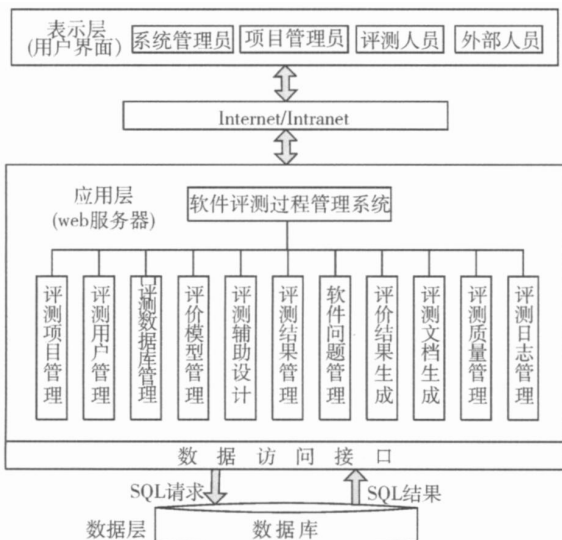 表示层
(用户界面)
系统管理员
项目管理员
评测人员
外部人员
Internet/Intranet
应用层
(web服务器)
软件评测过程管理系统
评测项目管理
评测用户管理
评测数据库管理
评价模型管理
评测辅助设计
评测结果管理
软件问题管理
评价结果生成
评测文档生成
评测质量管理
评测日志管理
数据访问接口
SQL请求
SQL结果
数据层
数据库